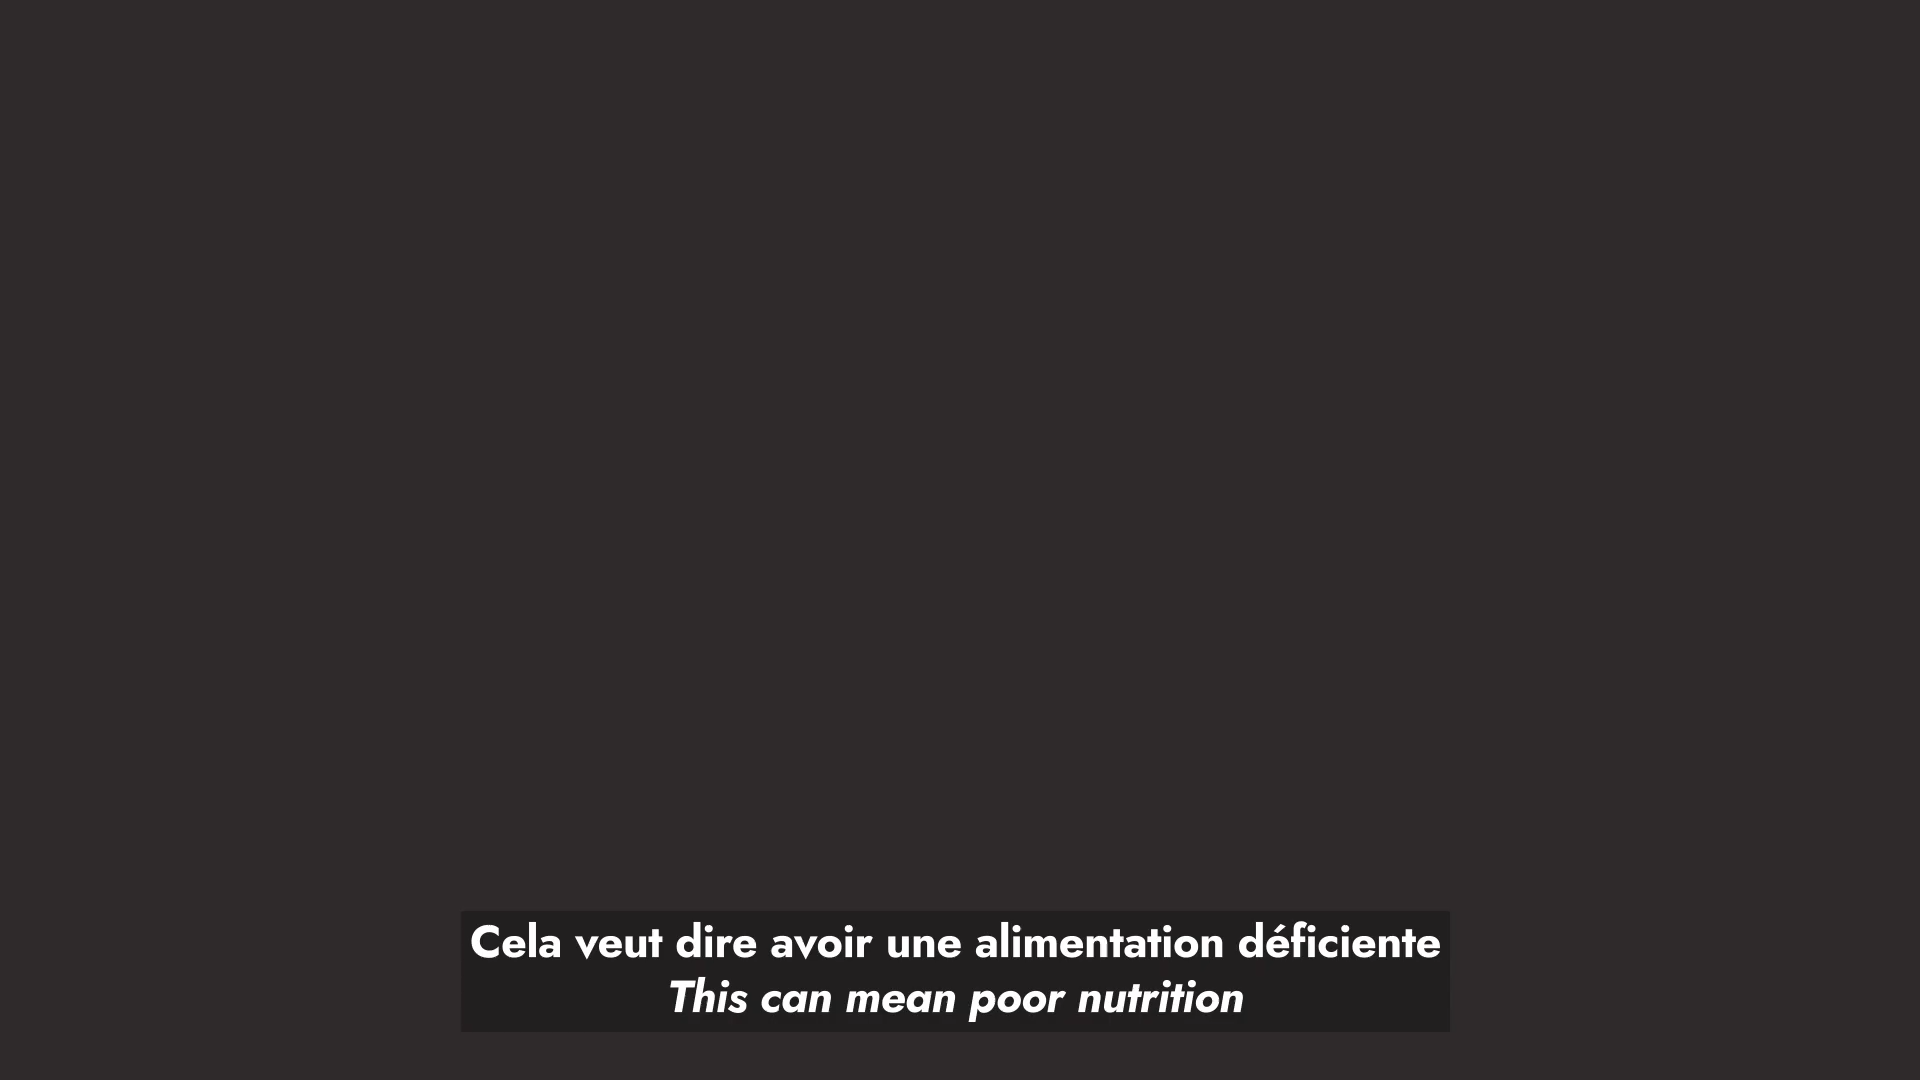 Cela veut dire avoir une alimentation déficiente
This can mean poor nutrition